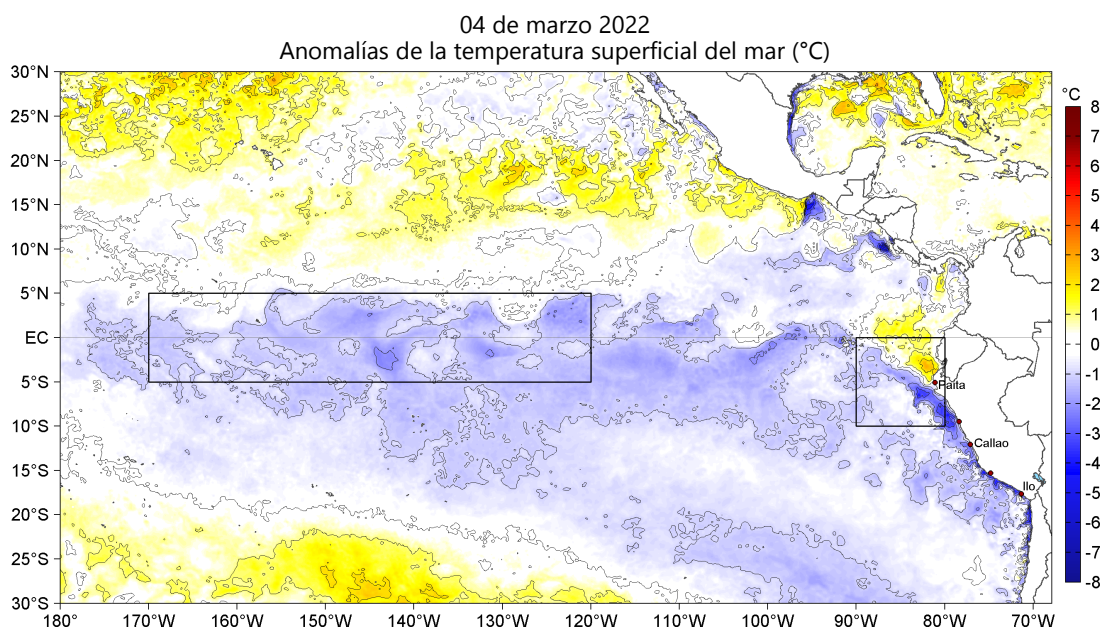 04 de marzo 2022
Anomalías de la temperatura superficial del mar (°C)
30°N
25°N
20°N
15°N
10°N
5°N
EC
5°S
10°S
15°S
20°S
25°S
30°S
180°
170°W
160°W
150°W
140°W
130°W
120°W
110°W
100°W
90°W
80°W
70°W
Paita
Callao
Ilo
°C
8
7
6
5
4
3
2
1
0
-1
-2
-3
-4
-5
-6
-7
-8